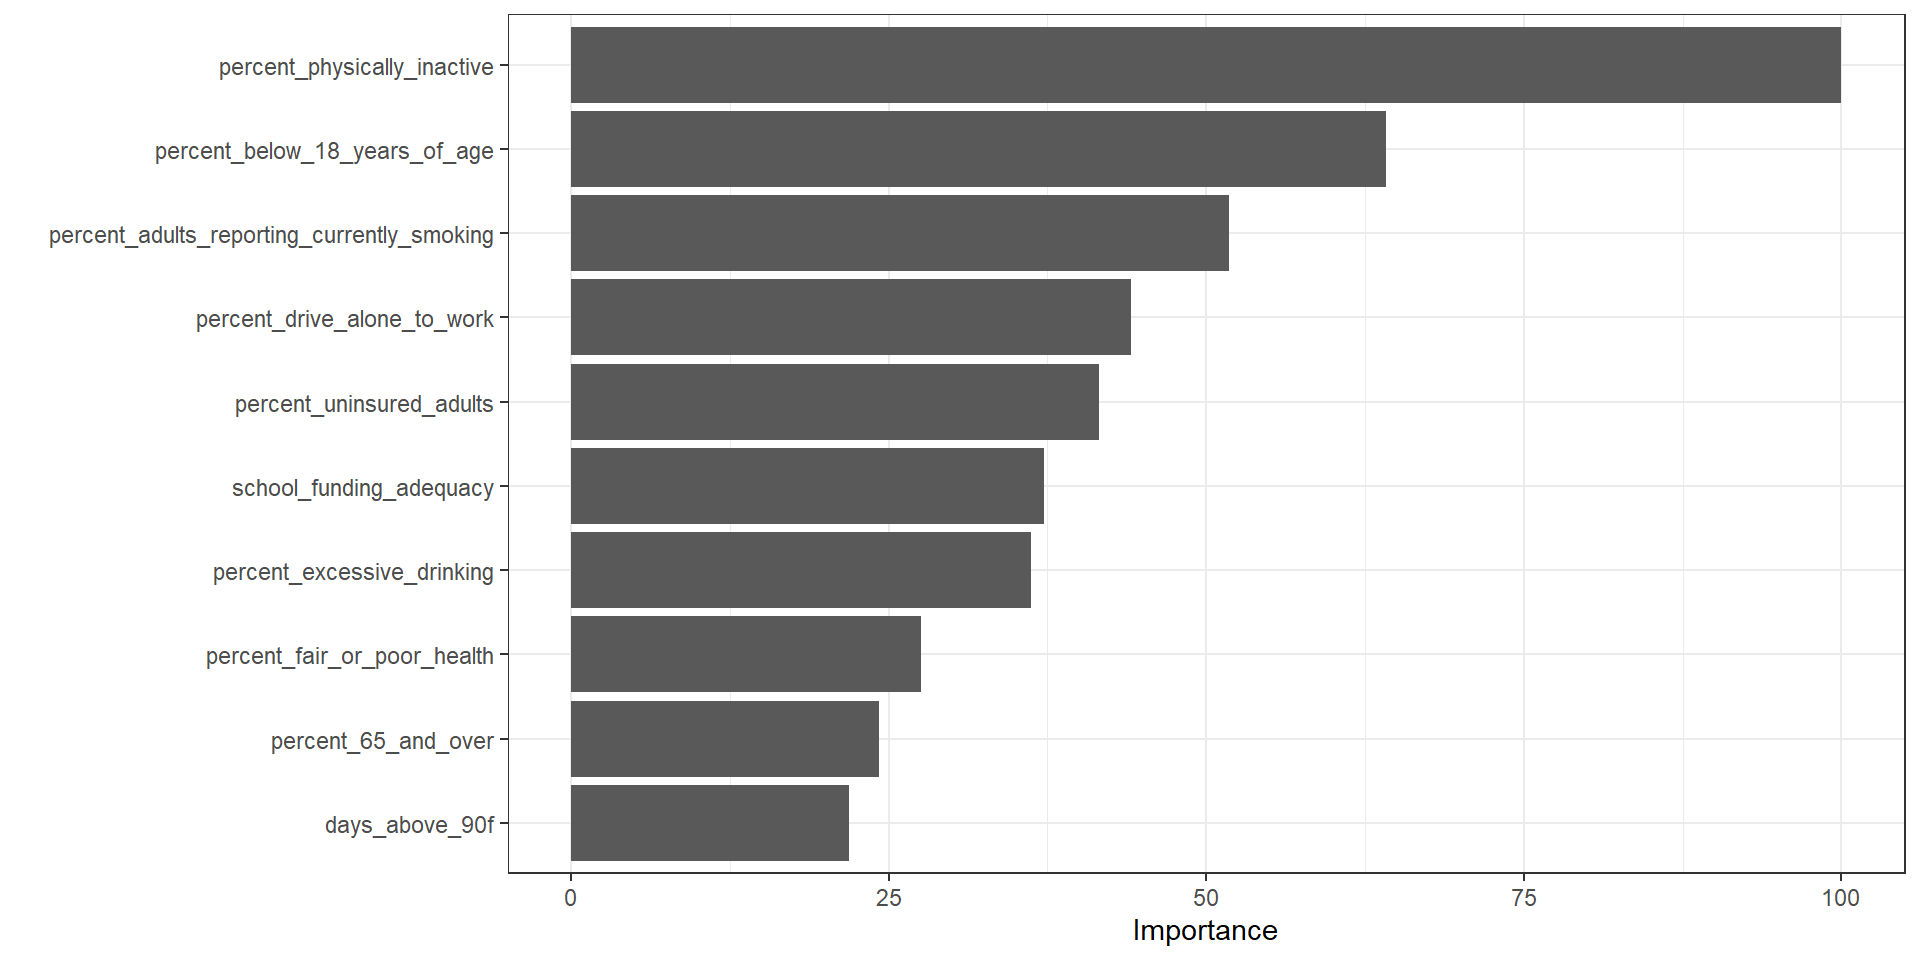 percent_physically_inactive
percent_below_18_years_of_age
percent_adults_reporting_currently_smoking
percent_drive_alone_to_work
percent_uninsured_adults
school_funding_adequacy
percent_excessive_drinking
percent_fair_or_poor_health
percent_65_and_over
days_above_90f
0 25 50 75 100
Importance